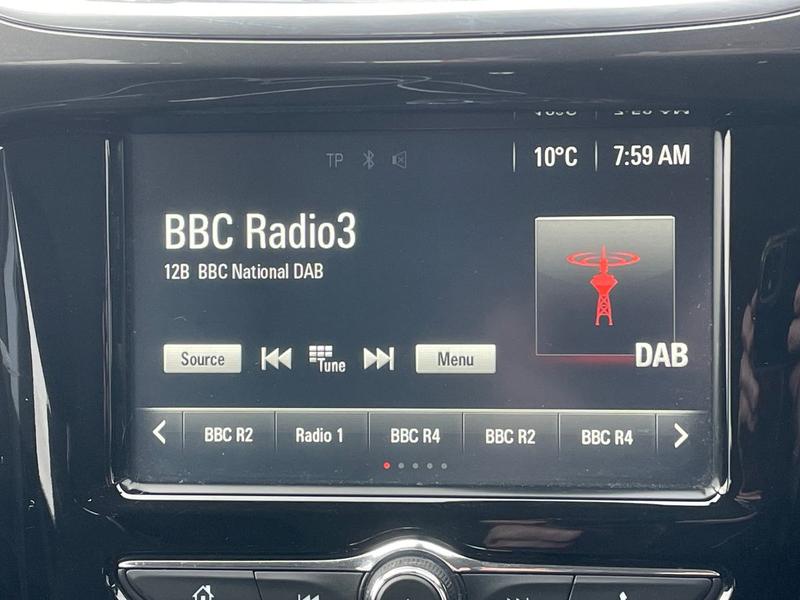 TP 10°C 7:59 AM
BBC Radio3
12B BBC National DAB
DAB
Source Tune Menu
BBC R2 Radio 1 BBC R4 BBC R2 BBC R4